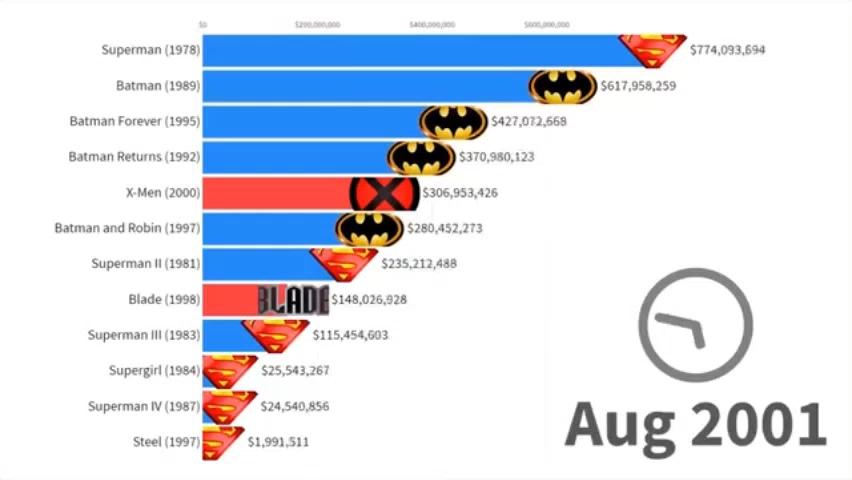 $0 $200,000,000 $400,000,000 $600,000,000
Superman (1978) $774,093,694
Batman (1989) $617,958,259
Batman Forever (1995) $427,072,668
Batman Returns (1992) $370,980,123
X-Men (2000) $306,953,426
Batman and Robin (1997) $280,452,273
Superman II (1981) $235,212,488
Blade (1998) BLADE $148,026,928
Superman III (1983) $115,454,603
Supergirl (1984) $25,543,267
Superman IV (1987) $24,540,856
Steel (1997) $1,991,511
Aug 2001